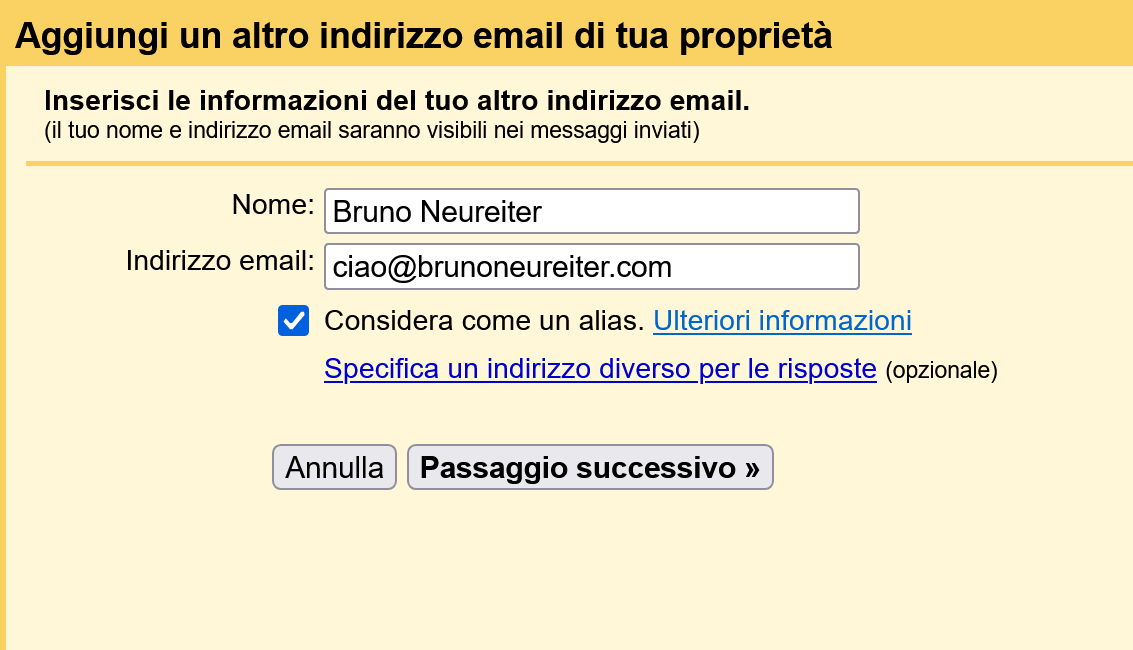 Aggiungi un altro indirizzo email di tua proprietà
Inserisci le informazioni del tuo altro indirizzo email.
(il tuo nome e indirizzo email saranno visibili nei messaggi inviati)
Nome: Bruno Neureiter
Indirizzo email: ciao@brunoneureiter.com
Considera come un alias. Ulteriori informazioni
Specifica un indirizzo diverso per le risposte (opzionale)
Annulla Passaggio successivo »